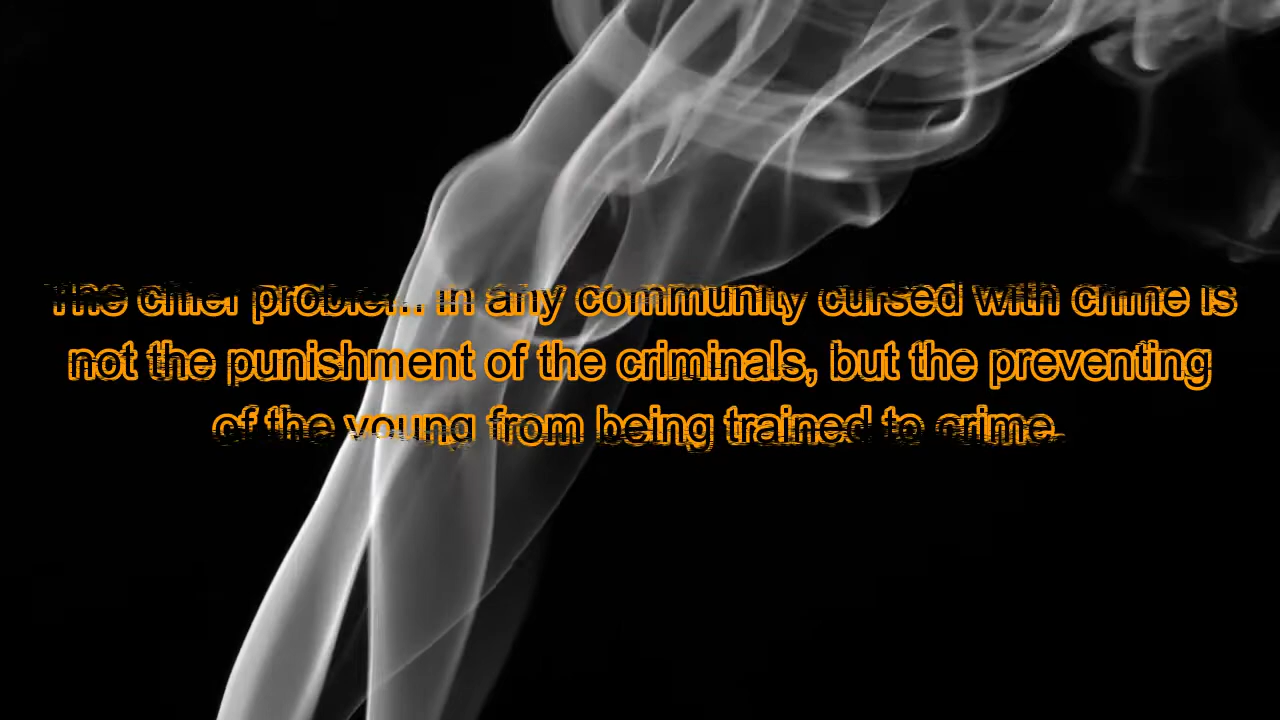 The chief problem in any community cursed with crime is
not the punishment of the criminals, but the preventing
of the young from being trained to crime.